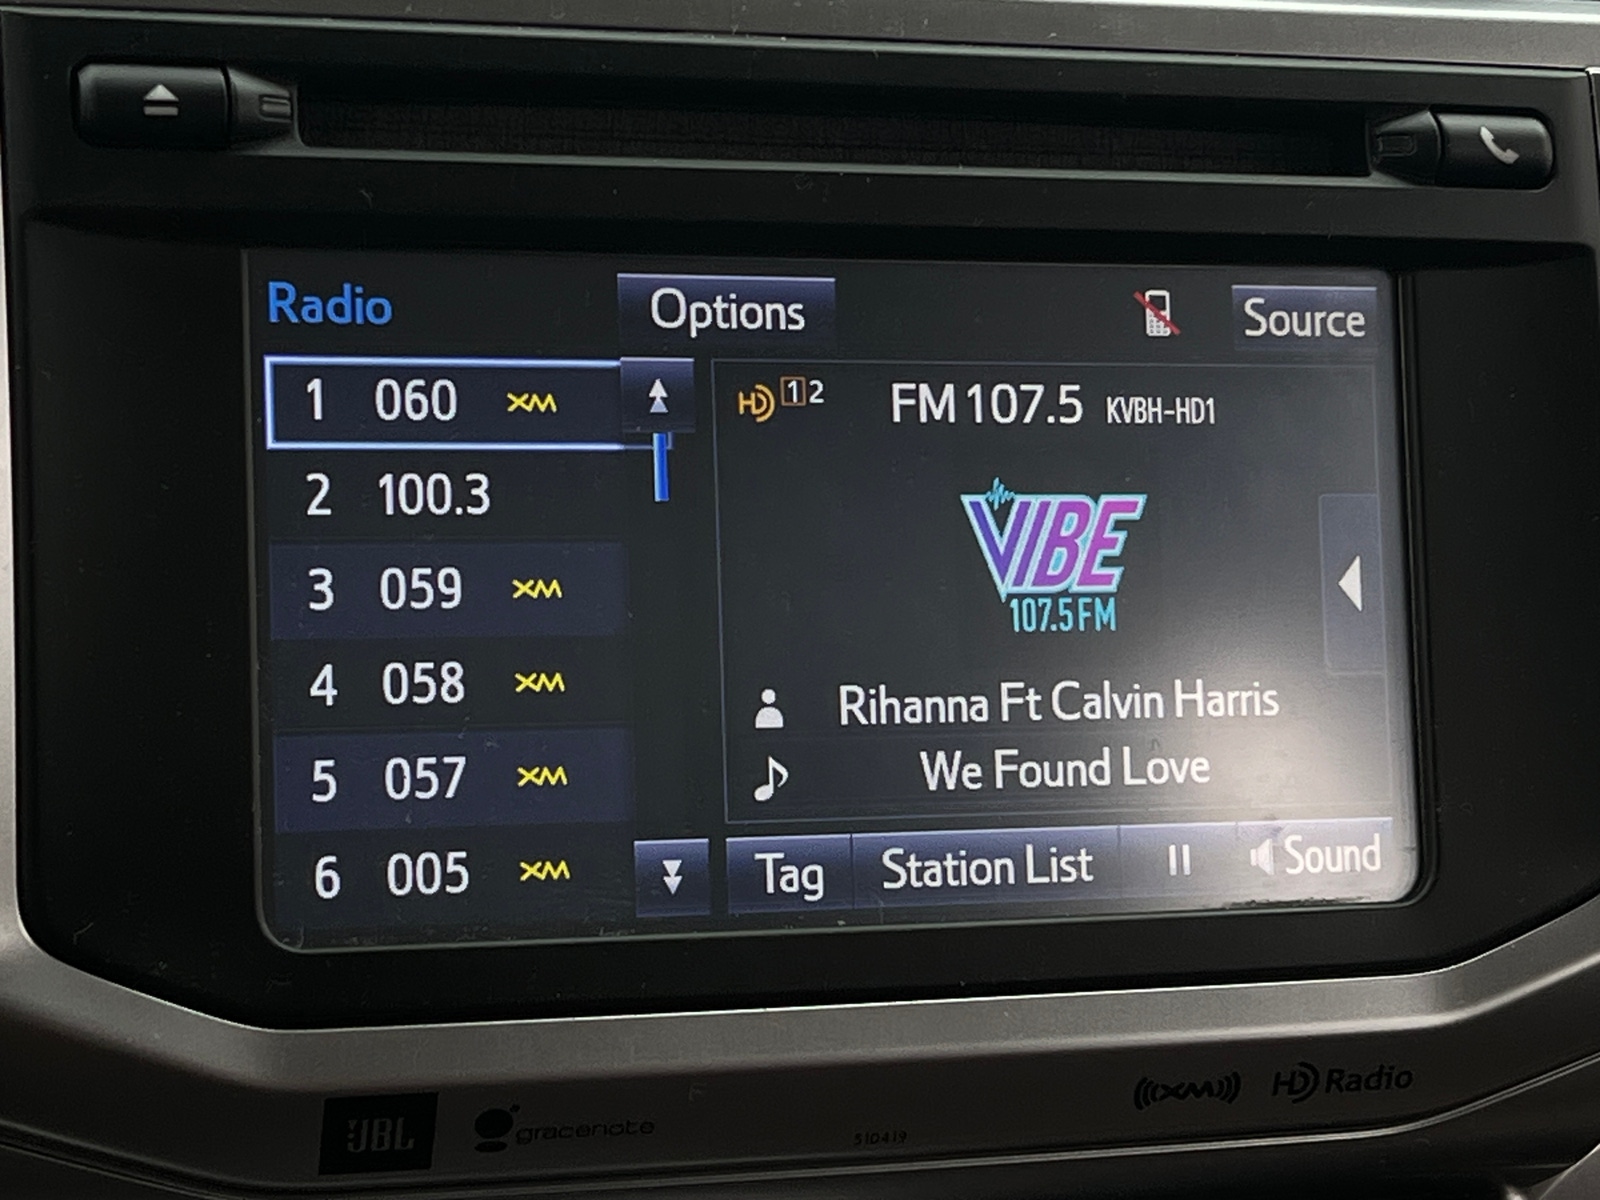 Radio
Options
Source
1 060 XM
2 100.3
3 059 XM
4 058 XM
5 057 XM
6 005 XM
HD 1 2
FM 107.5 KVBH-HD1
VIBE
107.5 FM
Rihanna Ft Calvin Harris
We Found Love
Tag
Station List
Sound
JBL
gracenote
510419
XM
HD Radio